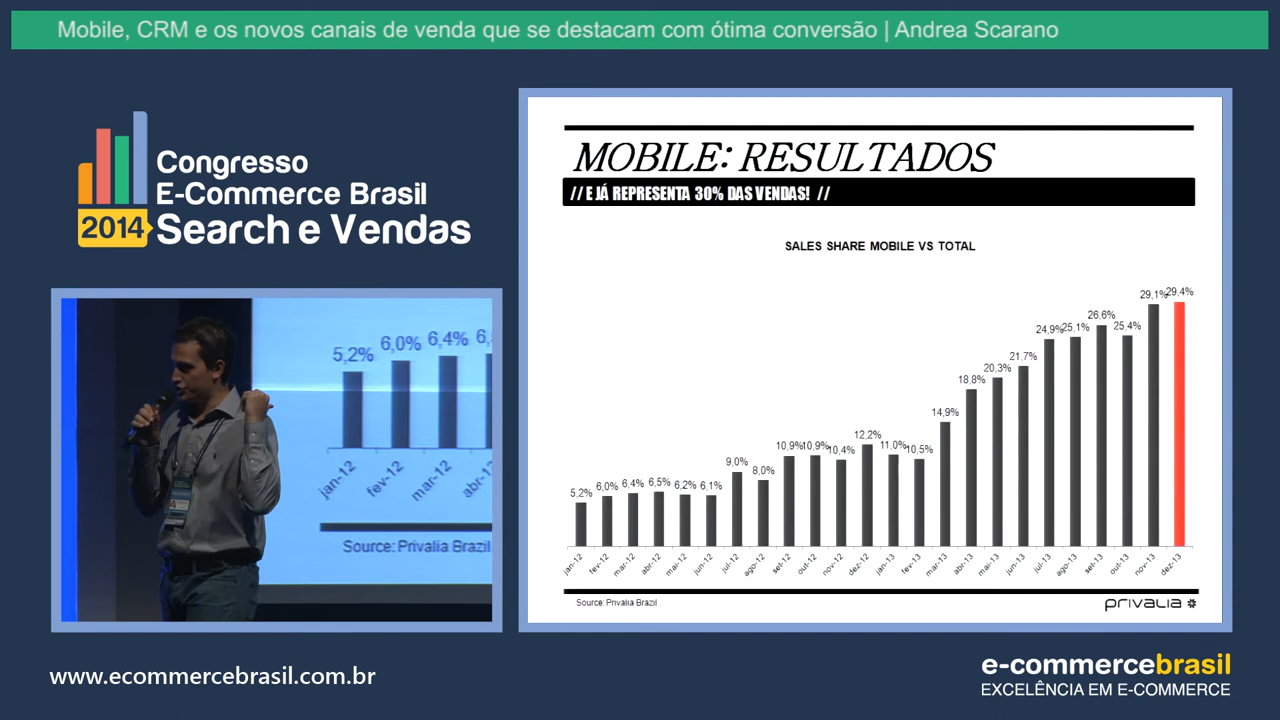 Mobile, CRM e os novos canais de venda que se destacam com ótima conversão | Andrea Scarano
Congresso
E-Commerce Brasil
2014 Search e Vendas
MOBILE: RESULTADOS
// E JÁ REPRESENTA 30% DAS VENDAS! //
SALES SHARE MOBILE VS TOTAL
5,2% 6,0% 6,4% 6,5% 6,2% 6,1% 9,0% 8,0% 10,9% 10,9% 10,4% 12,2% 11,0% 10,5% 14,9% 18,8% 20,3% 21,7% 24,9% 25,1% 26,6% 25,4% 29,1% 29,4%
jan-12 fev-12 mar-12 abr-12 mai-12 jun-12 jul-12 ago-12 set-12 out-12 nov-12 dez-12 jan-13 fev-13 mar-13 abr-13 mai-13 jun-13 jul-13 ago-13 set-13 out-13 nov-13 dez-13
Source: Privalia Brazil .
PRIVALIA
5,2% 6,0% 6,4% 6,
jan-12 fev-12 mar-12 abr-1
Source: Privalia Brazil
www.ecommercebrasil.com.br
e-commercebrasil
EXCELÊNCIA EM E-COMMERCE